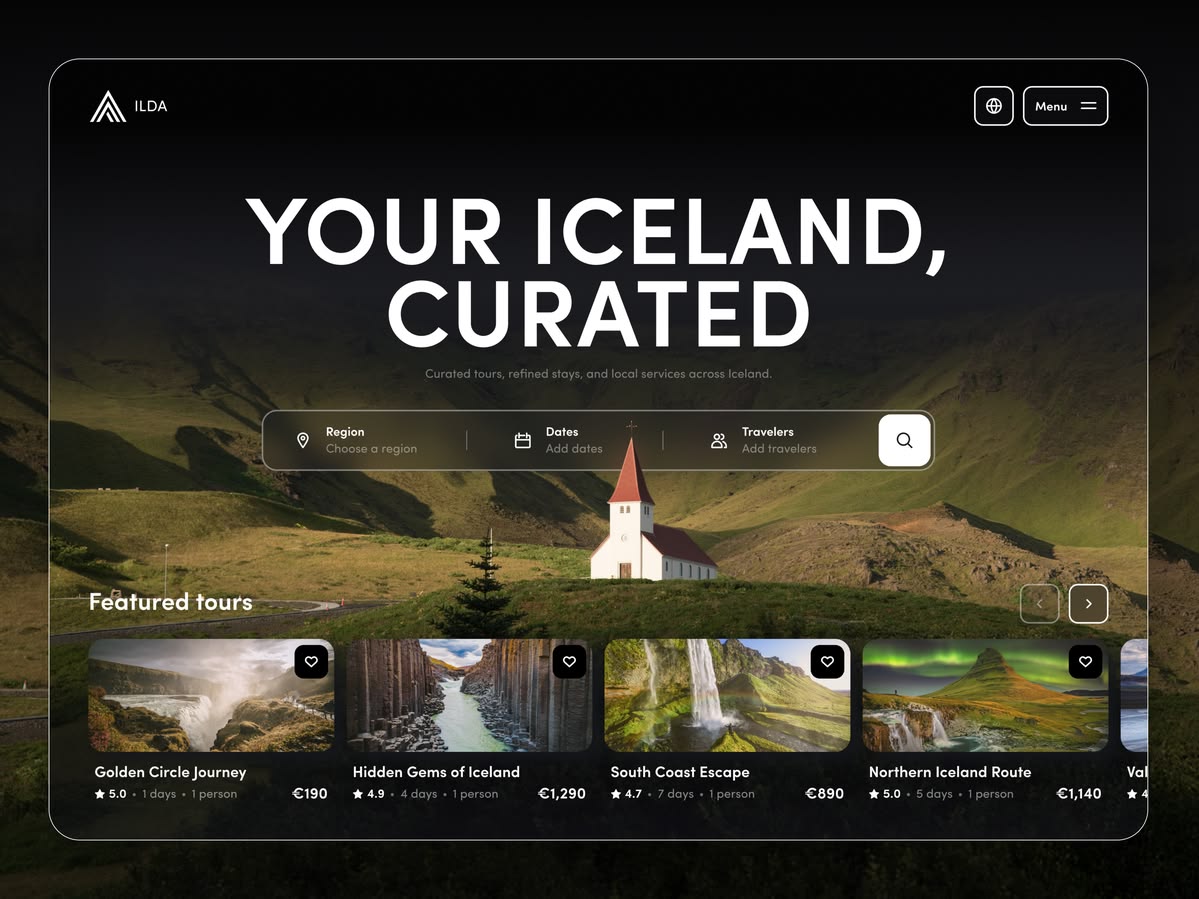 ILDA
Menu
YOUR ICELAND,
CURATED
Curated tours, refined stays, and local services across Iceland.
Region
Choose a region
Dates
Add dates
Travelers
Add travelers
Featured tours
Golden Circle Journey
5.0 • 1 days • 1 person €190
Hidden Gems of Iceland
4.9 • 4 days • 1 person €1,290
South Coast Escape
4.7 • 7 days • 1 person €890
Northern Iceland Route
5.0 • 5 days • 1 person €1,140
Val
4